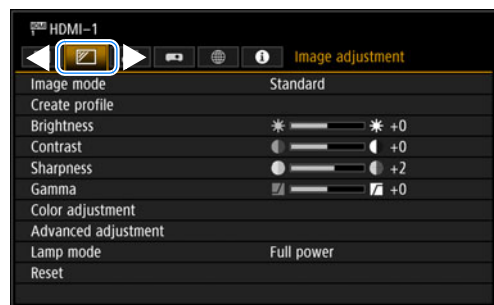 HDMI HDMI-1
Image adjustment
Image mode Standard
Create profile
Brightness +0
Contrast +0
Sharpness +2
Gamma +0
Color adjustment
Advanced adjustment
Lamp mode Full power
Reset